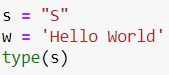 s = "S"
w = 'Hello World'
type(s)